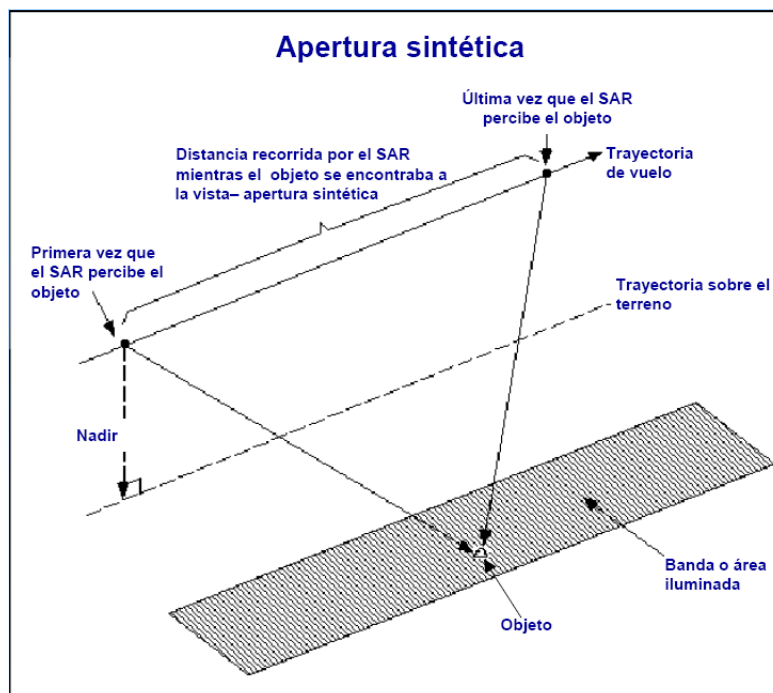 Apertura sintética
Última vez que el SAR
percibe el objeto
Trayectoria
de vuelo
Distancia recorrida por el SAR
mientras el objeto se encontraba a
la vista– apertura sintética
Primera vez que
el SAR percibe el
objeto
Trayectoria sobre el
terreno
Nadir
Banda o área
iluminada
Objeto